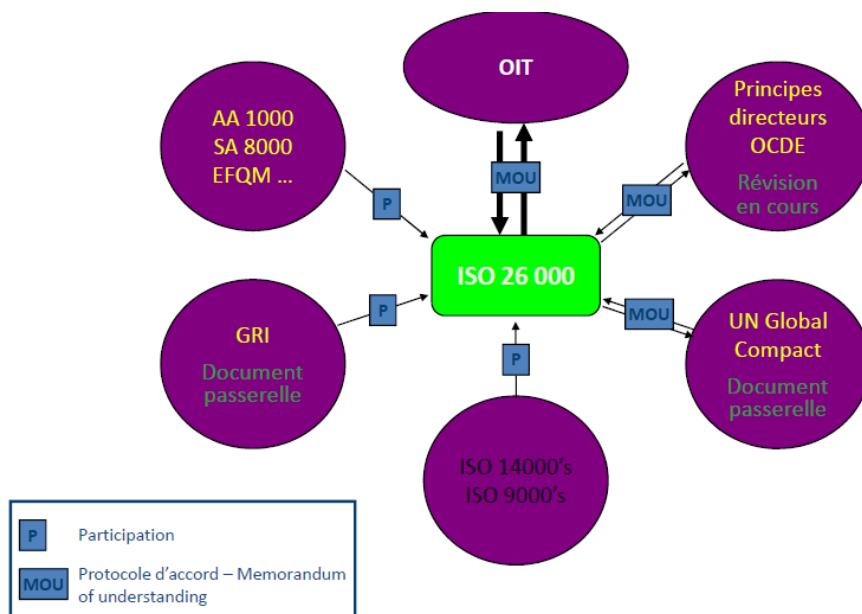 OIT
AA 1000
SA 8000
EFQM ...
Principes
directeurs
OCDE
Révision
en cours
MOU
P
MOU
ISO 26 000
P
MOU
GRI
Document
passerelle
P
UN Global
Compact
Document
passerelle
ISO 14000's
ISO 9000's
P
Participation
MOU
Protocole d'accord – Memorandum
of understanding